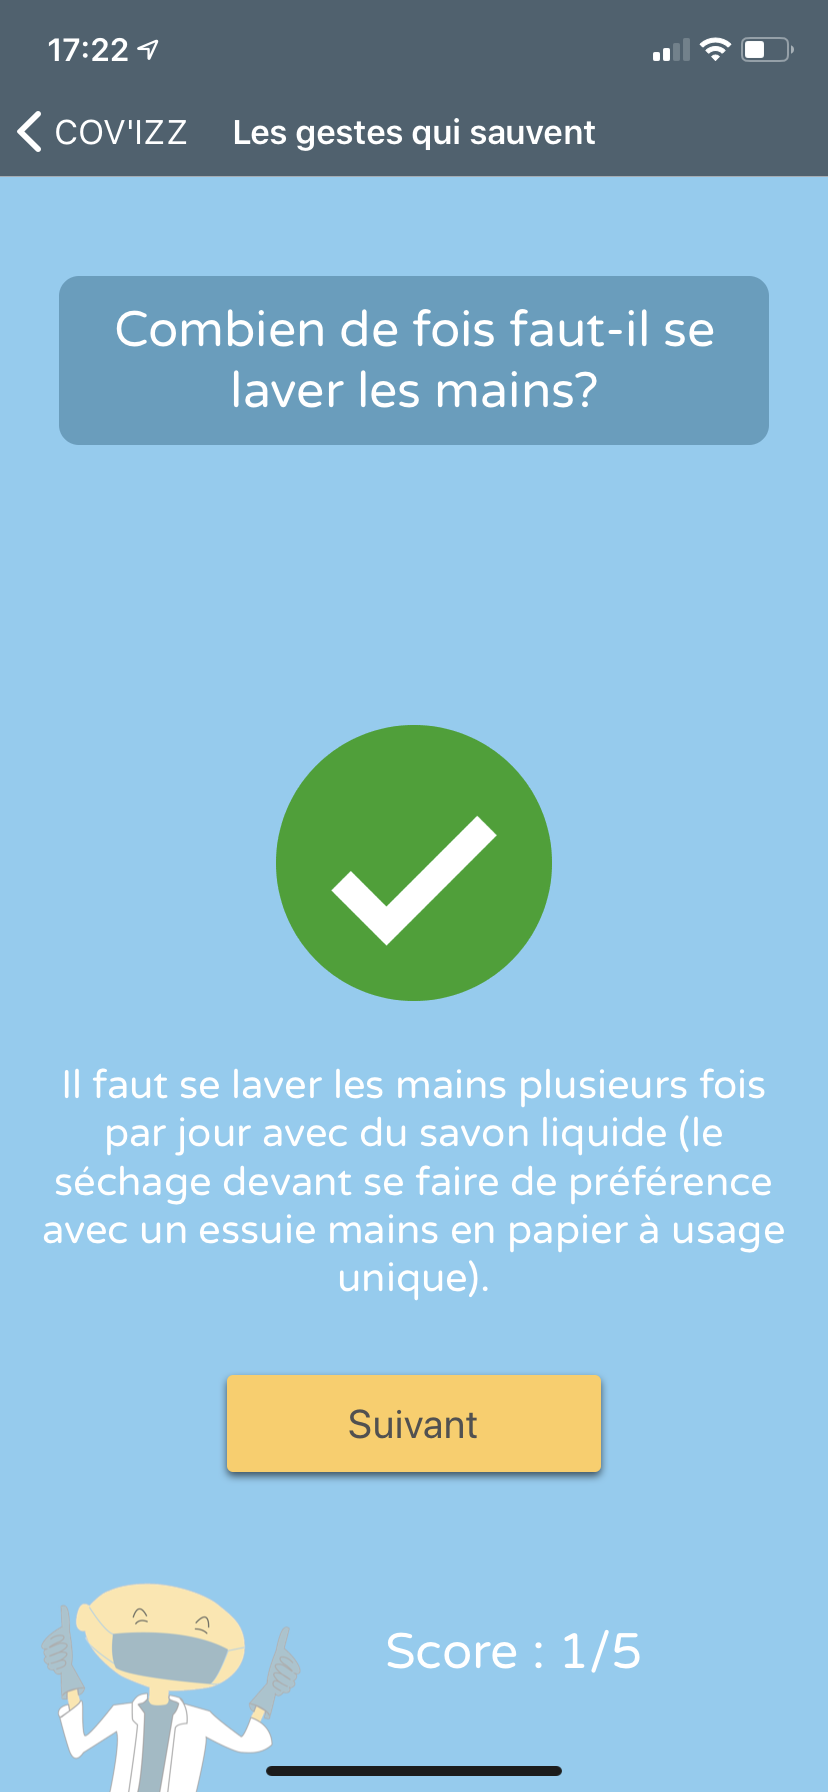 17:22
COV'IZZ Les gestes qui sauvent
Combien de fois faut-il se
laver les mains?
Il faut se laver les mains plusieurs fois
par jour avec du savon liquide (le
séchage devant se faire de préférence
avec un essuie mains en papier à usage
unique).
Suivant
Score : 1/5